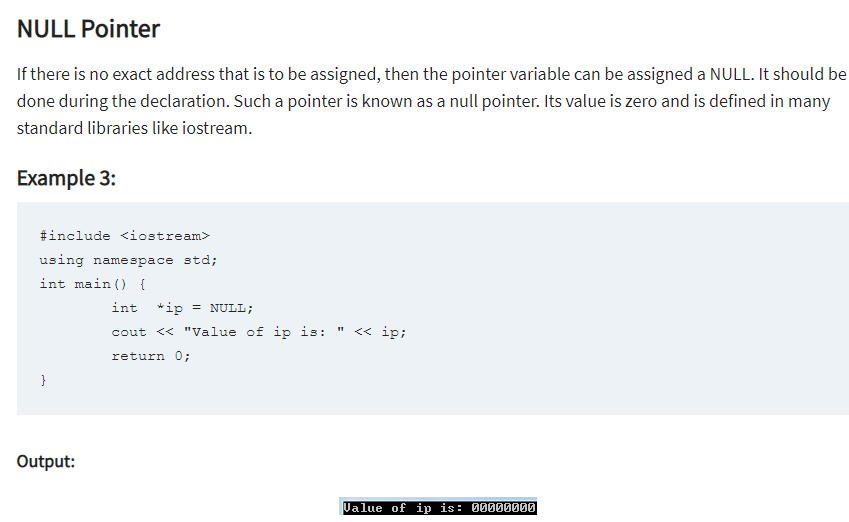 NULL Pointer
If there is no exact address that is to be assigned, then the pointer variable can be assigned a NULL. It should be
done during the declaration. Such a pointer is known as a null pointer. Its value is zero and is defined in many
standard libraries like iostream.
Example 3:
#include <iostream>
using namespace std;
int main() {
        int  *ip = NULL;
        cout << "Value of ip is: " << ip;
        return 0;
}
Output:
Value of ip is: 00000000